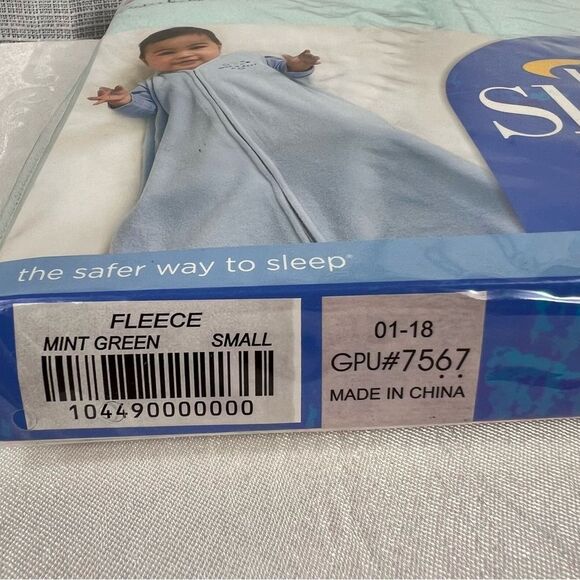 the safer way to sleep®
FLEECE
MINT GREEN SMALL
104490000000
01-18
GPU#7567
MADE IN CHINA